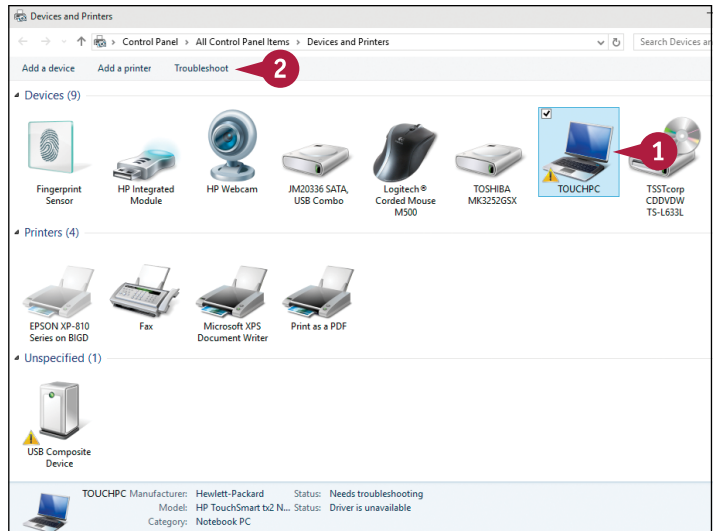 Devices and Printers
Control Panel > All Control Panel Items > Devices and Printers
Search Devices an
Add a device Add a printer Troubleshoot 2
Devices (9)
1
Fingerprint Sensor
HP Integrated Module
HP Webcam
JM20336 SATA, USB Combo
Logitech® Corded Mouse M500
TOSHIBA MK3252GSX
TOUCHPC
TSSTcorp CDDVDW TS-L633L
Printers (4)
EPSON XP-810 Series on BIGD
Fax
Microsoft XPS Document Writer
Print as a PDF
Unspecified (1)
USB Composite Device
TOUCHPC Manufacturer: Hewlett-Packard Status: Needs troubleshooting
Model: HP TouchSmart tx2 N... Status: Driver is unavailable
Category: Notebook PC